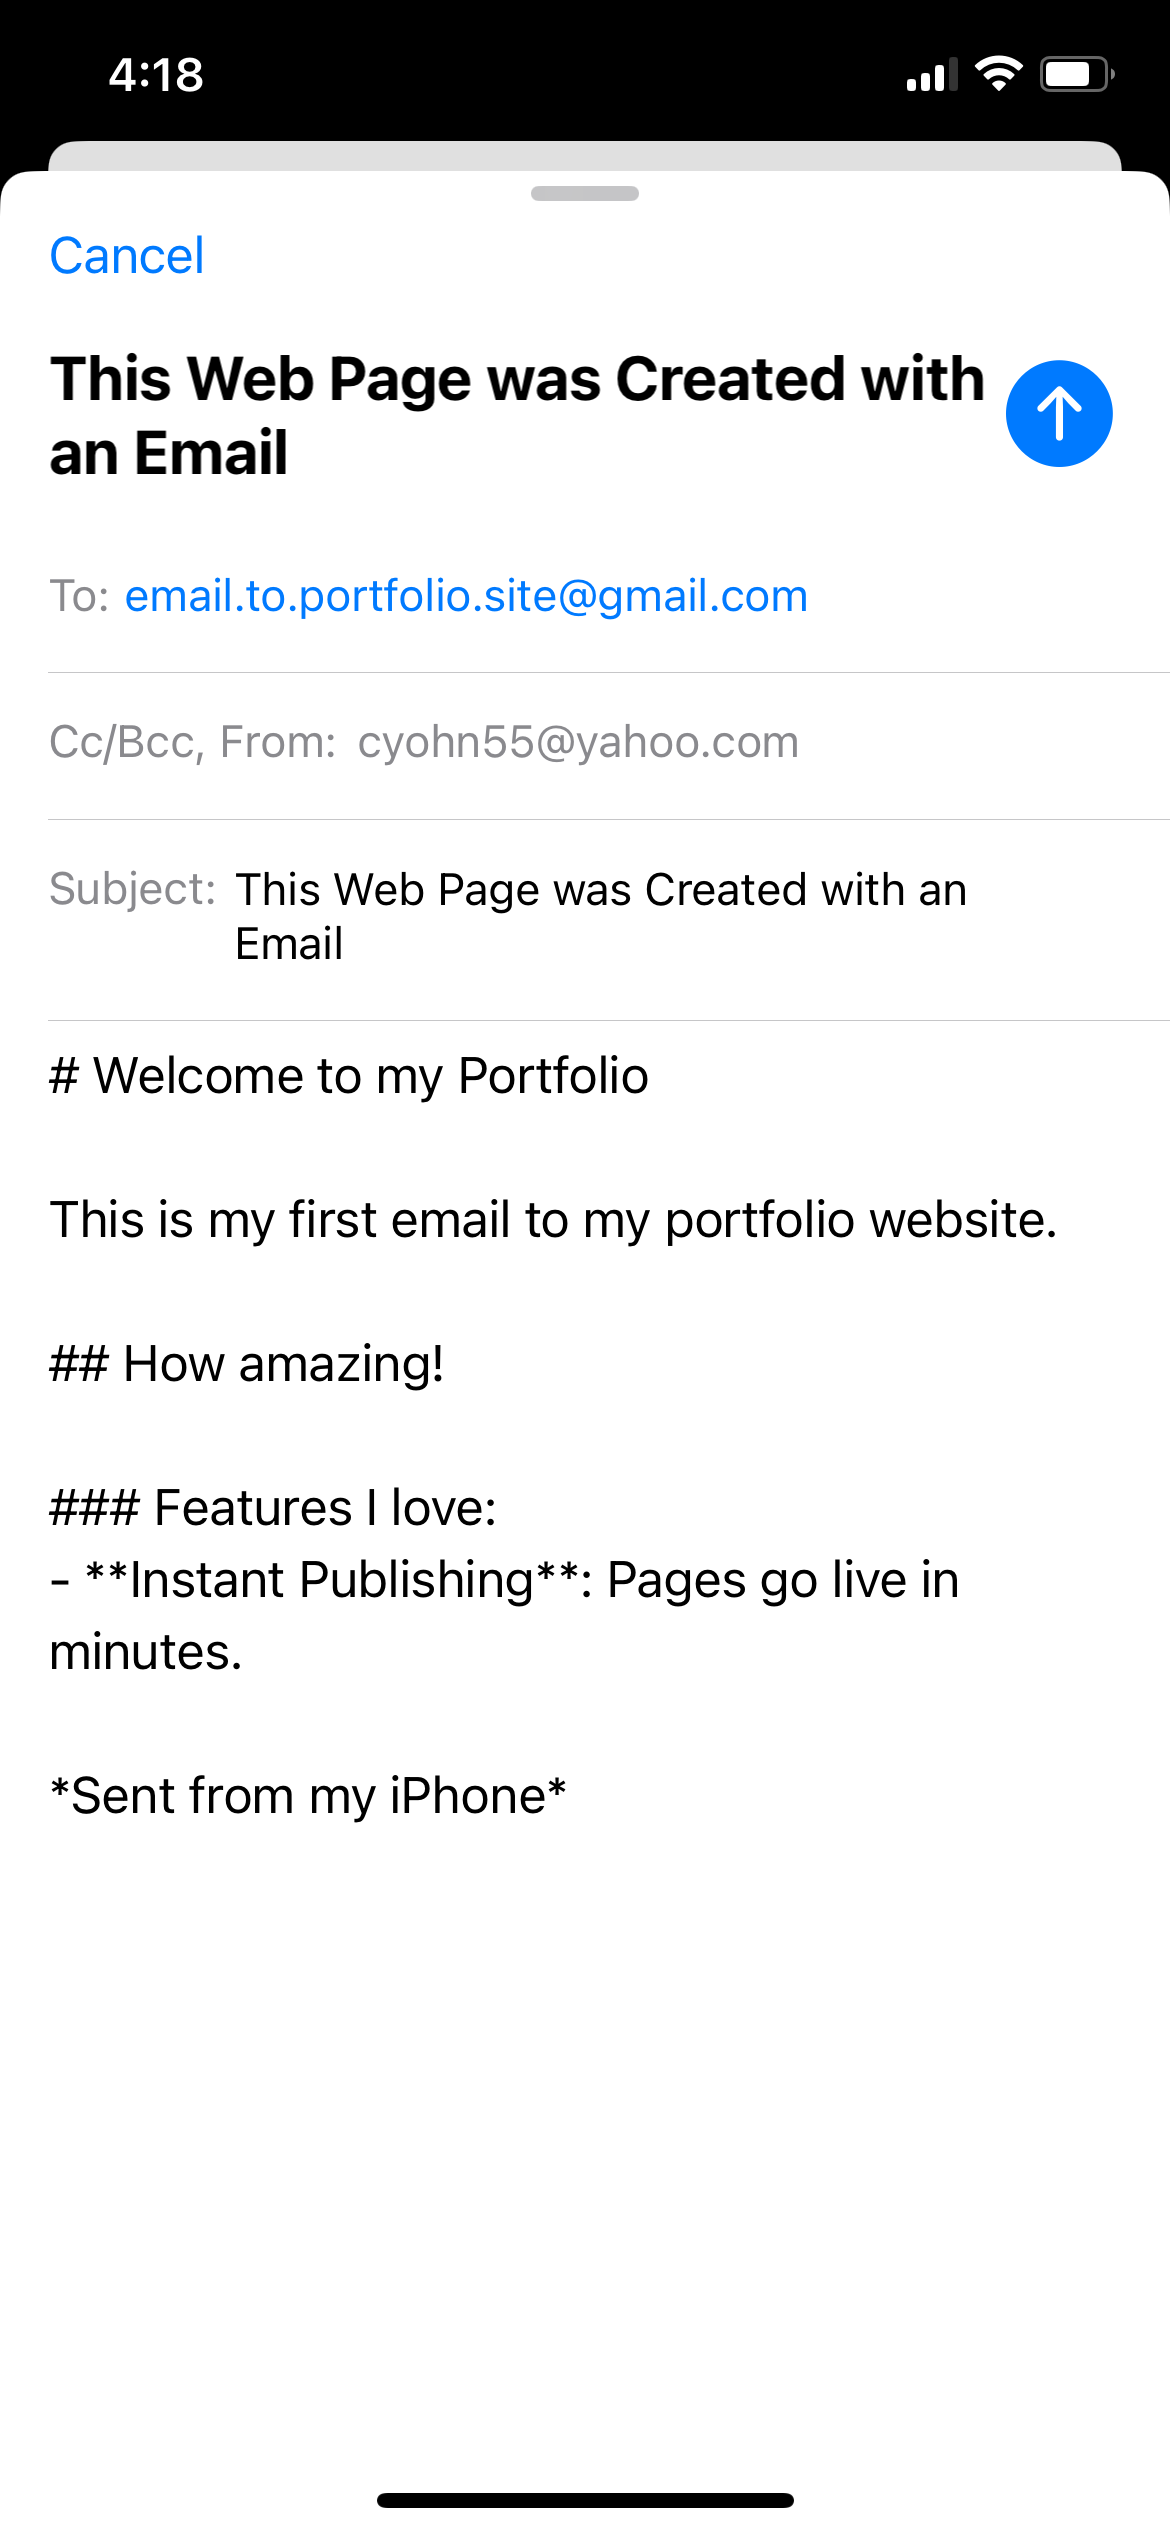 4:18
Cancel
This Web Page was Created with
an Email
To: email.to.portfolio.site@gmail.com
Cc/Bcc, From: cyohn55@yahoo.com
Subject: This Web Page was Created with an
Email
# Welcome to my Portfolio
This is my first email to my portfolio website.
## How amazing!
### Features I love:
- **Instant Publishing**: Pages go live in
minutes.
*Sent from my iPhone*